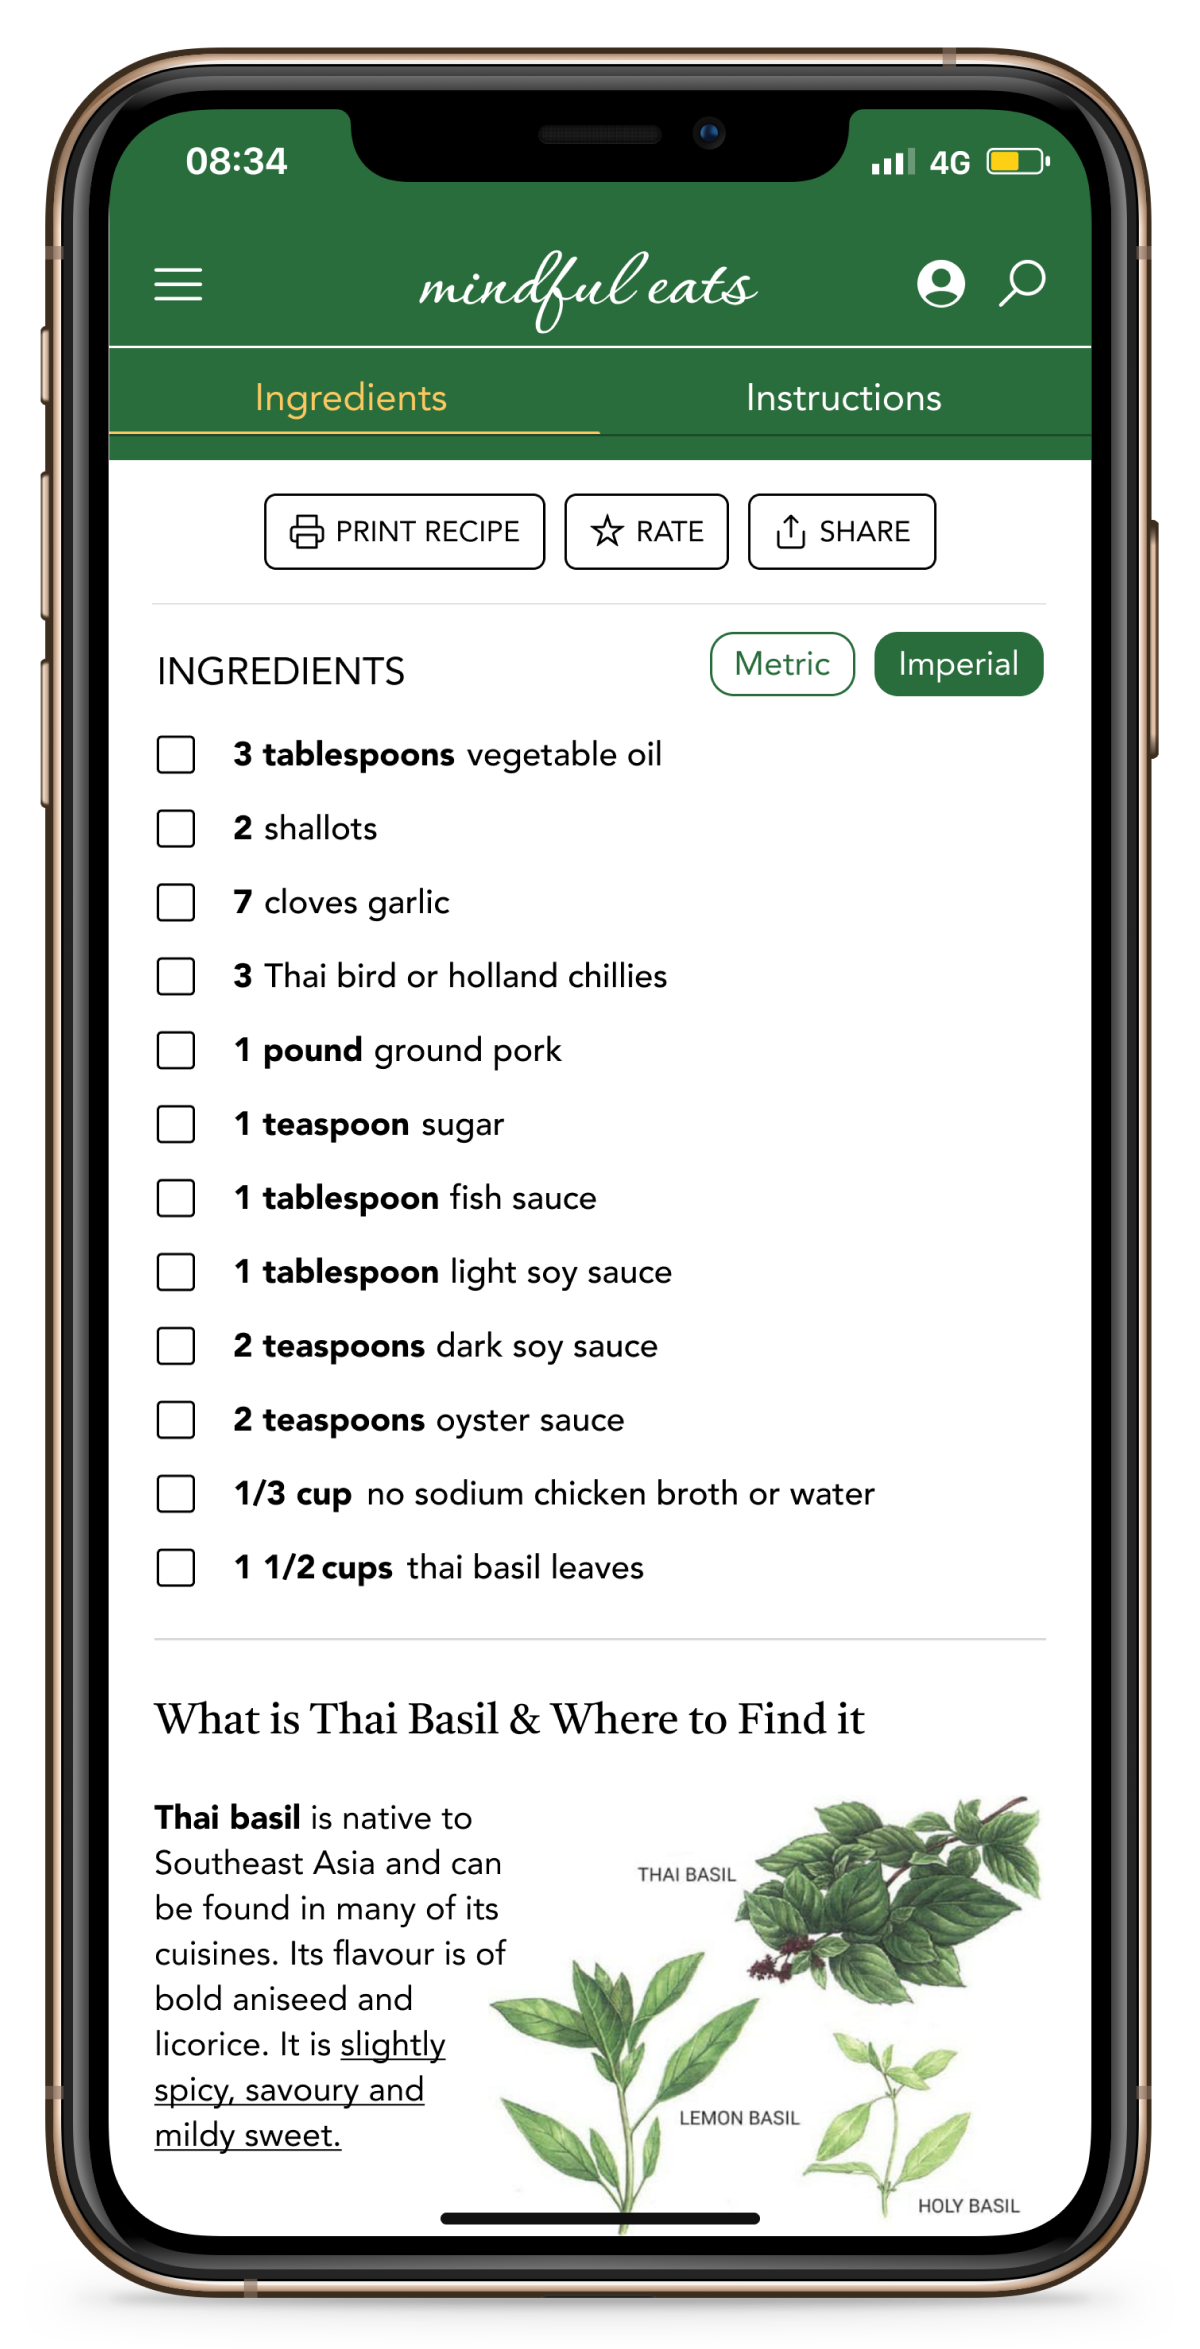 08:34
4G
mindful eats
Ingredients
Instructions
PRINT RECIPE
RATE
SHARE
INGREDIENTS
Metric
Imperial
3 tablespoons vegetable oil
2 shallots
7 cloves garlic
3 Thai bird or holland chillies
1 pound ground pork
1 teaspoon sugar
1 tablespoon fish sauce
1 tablespoon light soy sauce
2 teaspoons dark soy sauce
2 teaspoons oyster sauce
1/3 cup no sodium chicken broth or water
1 1/2 cups thai basil leaves
What is Thai Basil & Where to Find it
Thai basil is native to
Southeast Asia and can
be found in many of its
cuisines. Its flavour is of
bold aniseed and
licorice. It is slightly
spicy, savoury and
mildy sweet.
THAI BASIL
LEMON BASIL
HOLY BASIL